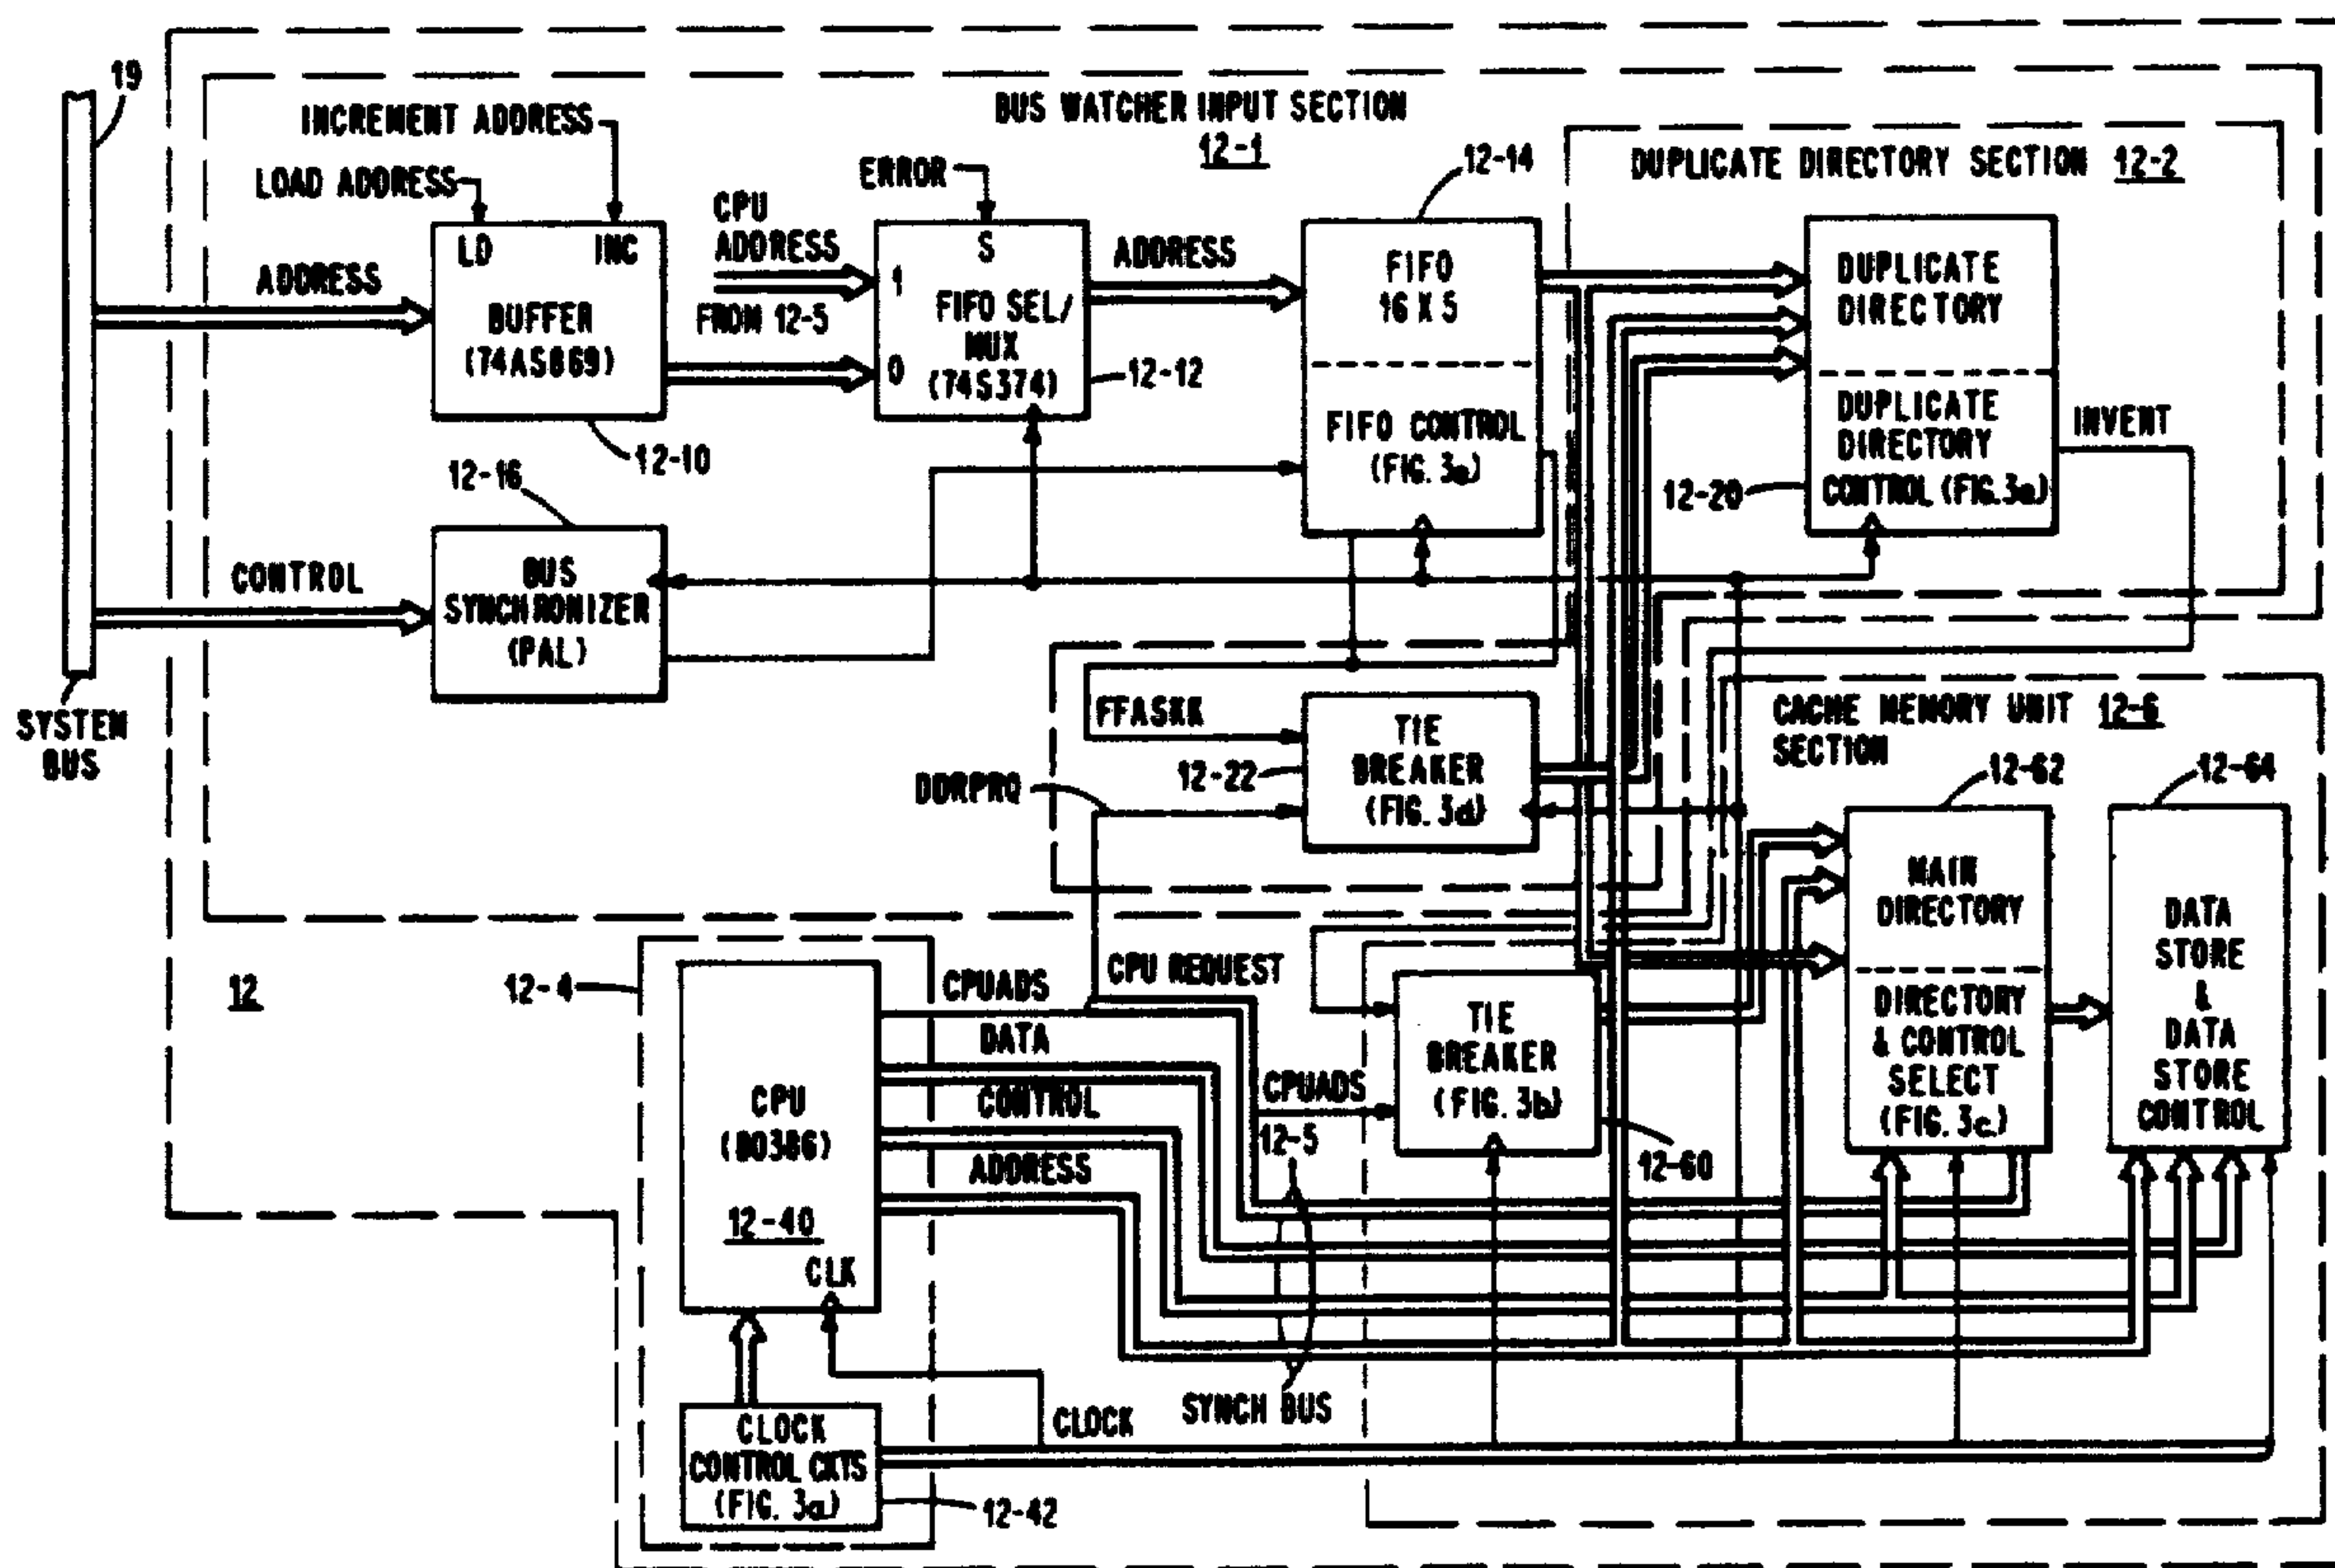 19
INCREMENT ADDRESS
BUS WATCHER INPUT SECTION
12-1
LOAD ADDRESS
ERROR
12-14
DUPLICATE DIRECTORY SECTION 12-2
CPU
ADDRESS
FROM 12-5
LD INC
BUFFER
(74AS869)
12-10
ADDRESS
S
1
0
FIFO SEL/
MUX
(74S374)
12-12
ADDRESS
FIFO
16 X 5
FIFO CONTROL
(FIG. 3e)
DUPLICATE
DIRECTORY
DUPLICATE
DIRECTORY
CONTROL (FIG. 3e)
12-20
INVENT
12-16
CONTROL
BUS
SYNCHRONIZER
(PAL)
SYSTEM
BUS
FFASKK
DDRPRQ
12-22
TIE
BREAKER
(FIG. 3d)
CACHE MEMORY UNIT 12-6
SECTION
12-62
12-64
MAIN
DIRECTORY
DIRECTORY
& CONTROL
SELECT
(FIG. 3c.)
DATA
STORE
&
DATA
STORE
CONTROL
12
12-4
CPUADS
CPU REQUEST
DATA
CONTROL
ADDRESS
CPU
(80386)
12-40
CLK
TIE
BREAKER
(FIG. 3b)
CPUADS
12-5
12-60
SYNCH BUS
CLOCK
CLOCK
CONTROL CKTS
(FIG. 3a)
12-42